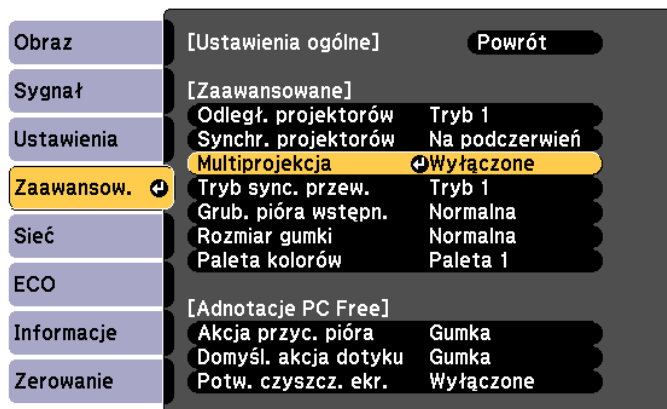 Obraz
Sygnał
Ustawienia
Zaawansow.
Sieć
ECO
Informacje
Zerowanie
[Ustawienia ogólne] Powrót
[Zaawansowane]
Odległ. projektorów Tryb 1
Synchr. projektorów Na podczerwień
Multiprojekcja Wyłączone
Tryb sync. przew. Tryb 1
Grub. pióra wstępn. Normalna
Rozmiar gumki Normalna
Paleta kolorów Paleta 1
[Adnotacje PC Free]
Akcja przyc. pióra Gumka
Domyśl. akcja dotyku Gumka
Potw. czyszcz. ekr. Wyłączone